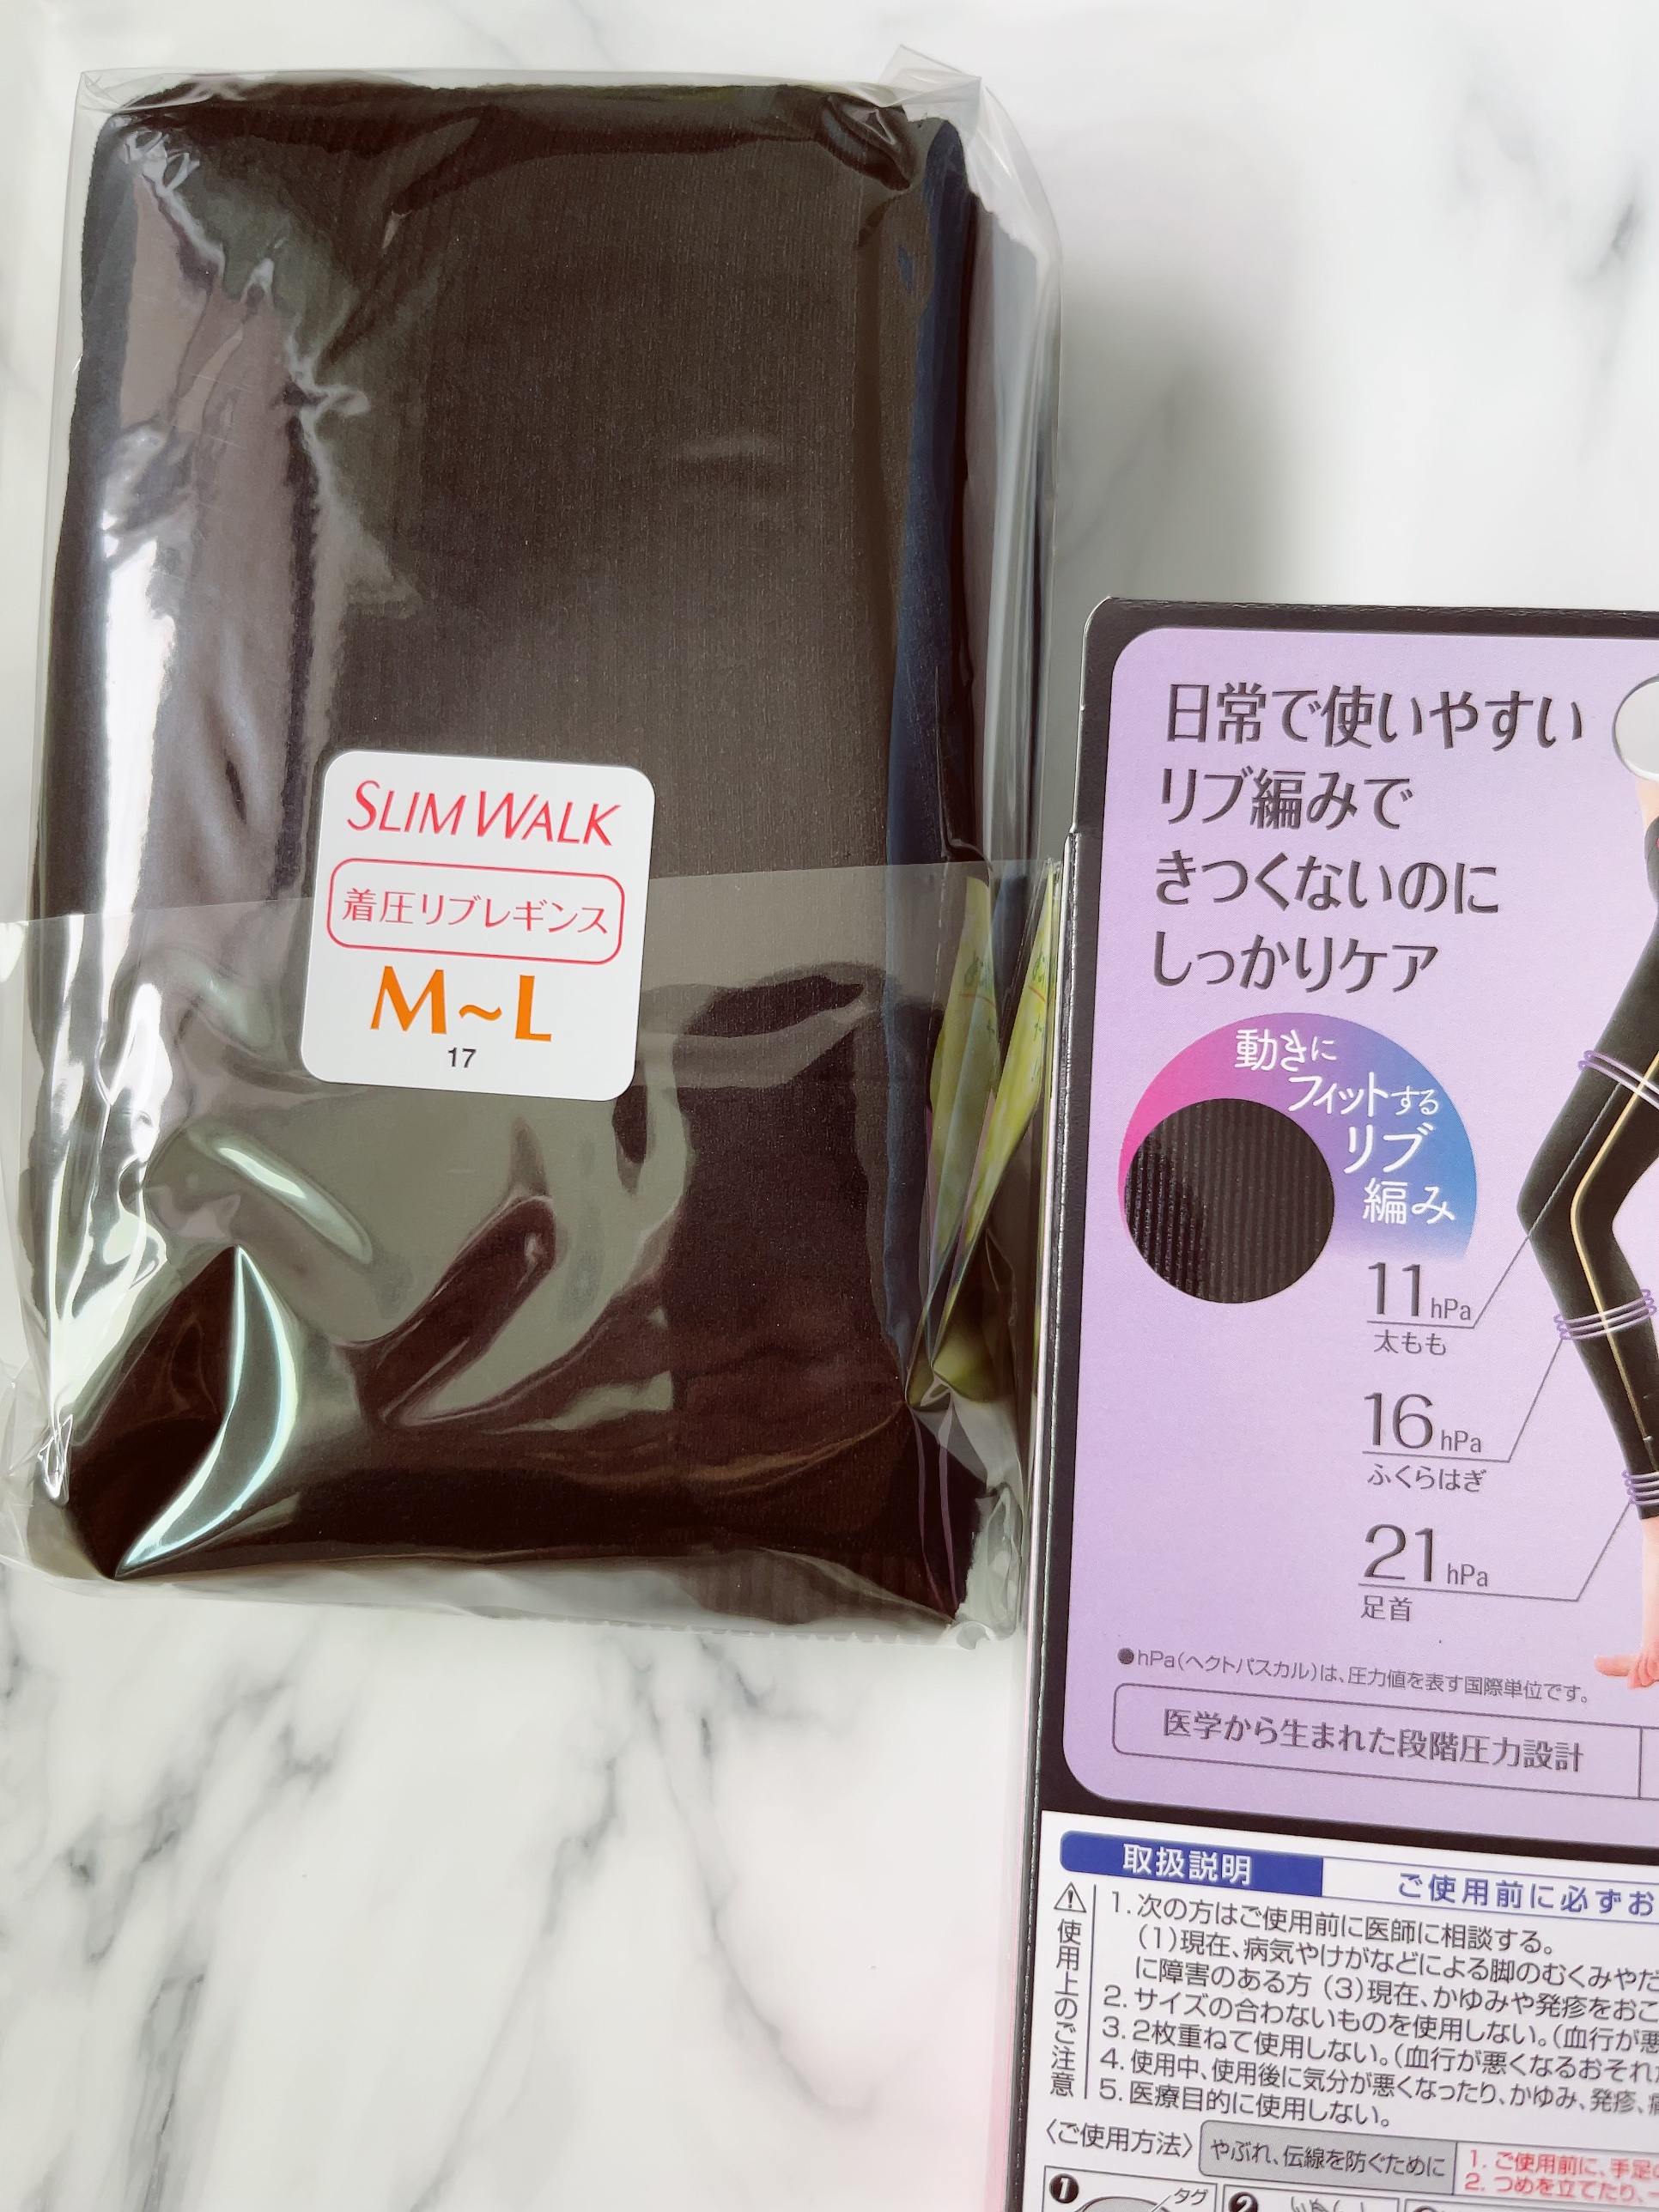 SLIM WALK
着圧リブレギンス
M~L
17
日常で使いやすい
リブ編みで
きつくないのに
しっかりケア
動きに
フィットする
リブ
編み
11hPa
太もも
16hPa
ふくらはぎ
21hPa
足首
●hPa(ヘクトパスカル)は、圧力値を表す国際単位です。
医学から生まれた段階圧力設計
取扱説明
ご使用前に必ずお
使用上のご注意
1. 次の方はご使用前に医師に相談する。
(1)現在、病気やけがなどによる脚のむくみやだ
に障害のある方 (3)現在、かゆみや発疹をおこ
2. サイズの合わないものを使用しない。(血行が悪
3. 2枚重ねて使用しない。(血行が悪くなるおそれ
4. 使用中、使用後に気分が悪くなったり、かゆみ、発疹、
5. 医療目的に使用しない。
〈ご使用方法〉
やぶれ、伝線を防ぐために
1. ご使用前に、手足の
2. つめを立てたり、
1
タグ
2